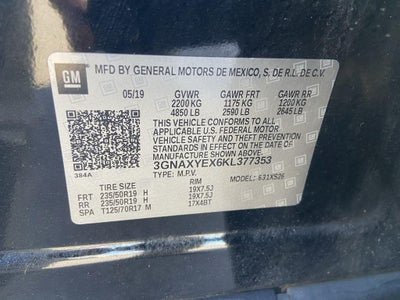 GM
MFD BY GENERAL MOTORS DE MEXICO, S. DE R.L. DE C.V.
05/19 GVWR GAWR FRT GAWR RR
2200 KG 1175 KG 1200 KG
4850 LB 2590 LB 2645 LB
THIS VEHICLE CONFORMS TO ALL
APPLICABLE U.S. FEDERAL MOTOR
VEHICLE SAFETY AND THEFT PREVENTION
STANDARDS IN EFFECT ON THE DATE OF
MANUFACTURE SHOWN ABOVE.
3GNAXYEX6KL377353
384A TYPE: M.P.V. MODEL: 631XS26
TIRE SIZE RIM
FRT 235/50R19 H 19X7.5J
RR 235/50R19 H 19X7.5J
SPA T125/70R17 M 17X4BT